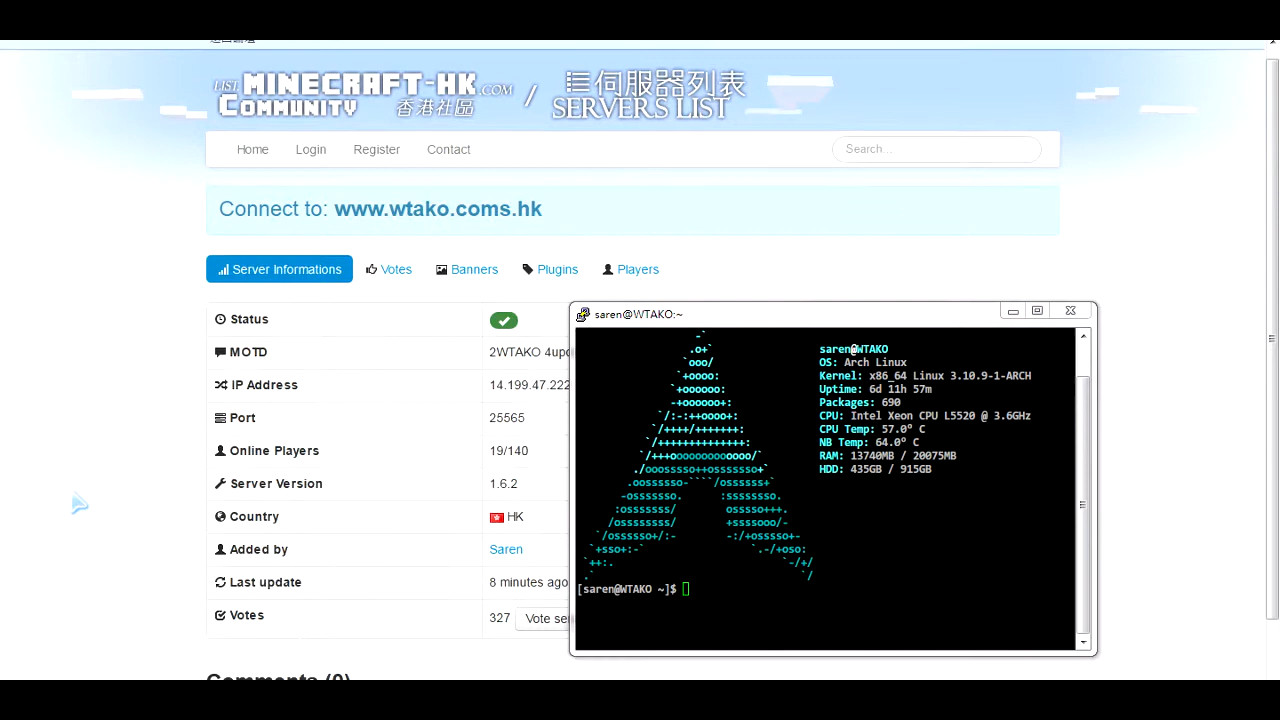 LIST.MINECRAFT-HK.COM
COMMUNITY 香港社區
/
伺服器列表
SERVERS LIST
Home
Login
Register
Contact
Search...
Connect to: www.wtako.coms.hk
Server Informations
Votes
Banners
Plugins
Players
Status
MOTD
2WTAKO 4upd
IP Address
14.199.47.222
Port
25565
Online Players
19/140
Server Version
1.6.2
Country
HK
Added by
Saren
Last update
8 minutes ago
Votes
327
Vote se
Comments (0)
saren@WTAKO:~
saren@WTAKO
OS: Arch Linux
Kernel: x86_64 Linux 3.10.9-1-ARCH
Uptime: 6d 11h 57m
Packages: 690
CPU: Intel Xeon CPU L5520 @ 3.6GHz
CPU Temp: 57.0° C
NB Temp: 64.0° C
RAM: 13740MB / 20075MB
HDD: 435GB / 915GB
[saren@WTAKO ~]$